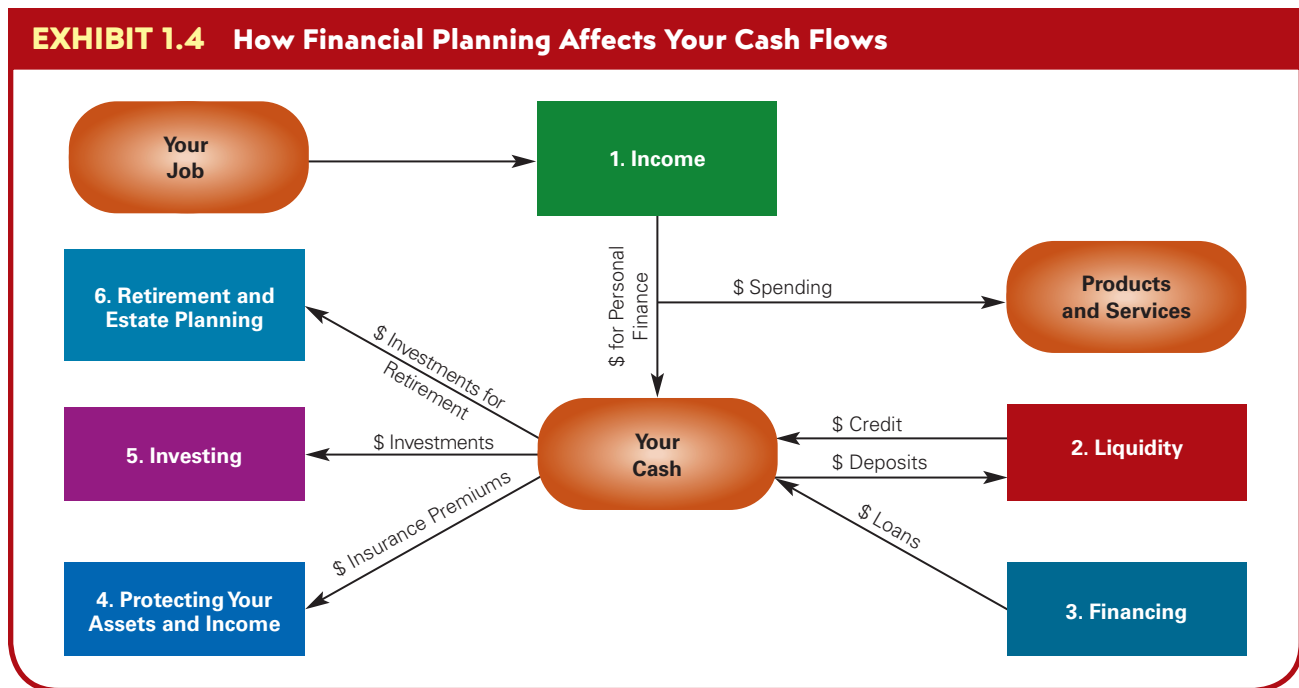 EXHIBIT 1.4 How Financial Planning Affects Your Cash Flows
Your
Job
1. Income
$ for Personal
Finance
$ Spending
Products
and Services
6. Retirement and
Estate Planning
$ Investments for
Retirement
5. Investing
$ Investments
Your
Cash
$ Credit
$ Deposits
2. Liquidity
$ Insurance Premiums
$ Loans
4. Protecting Your
Assets and Income
3. Financing